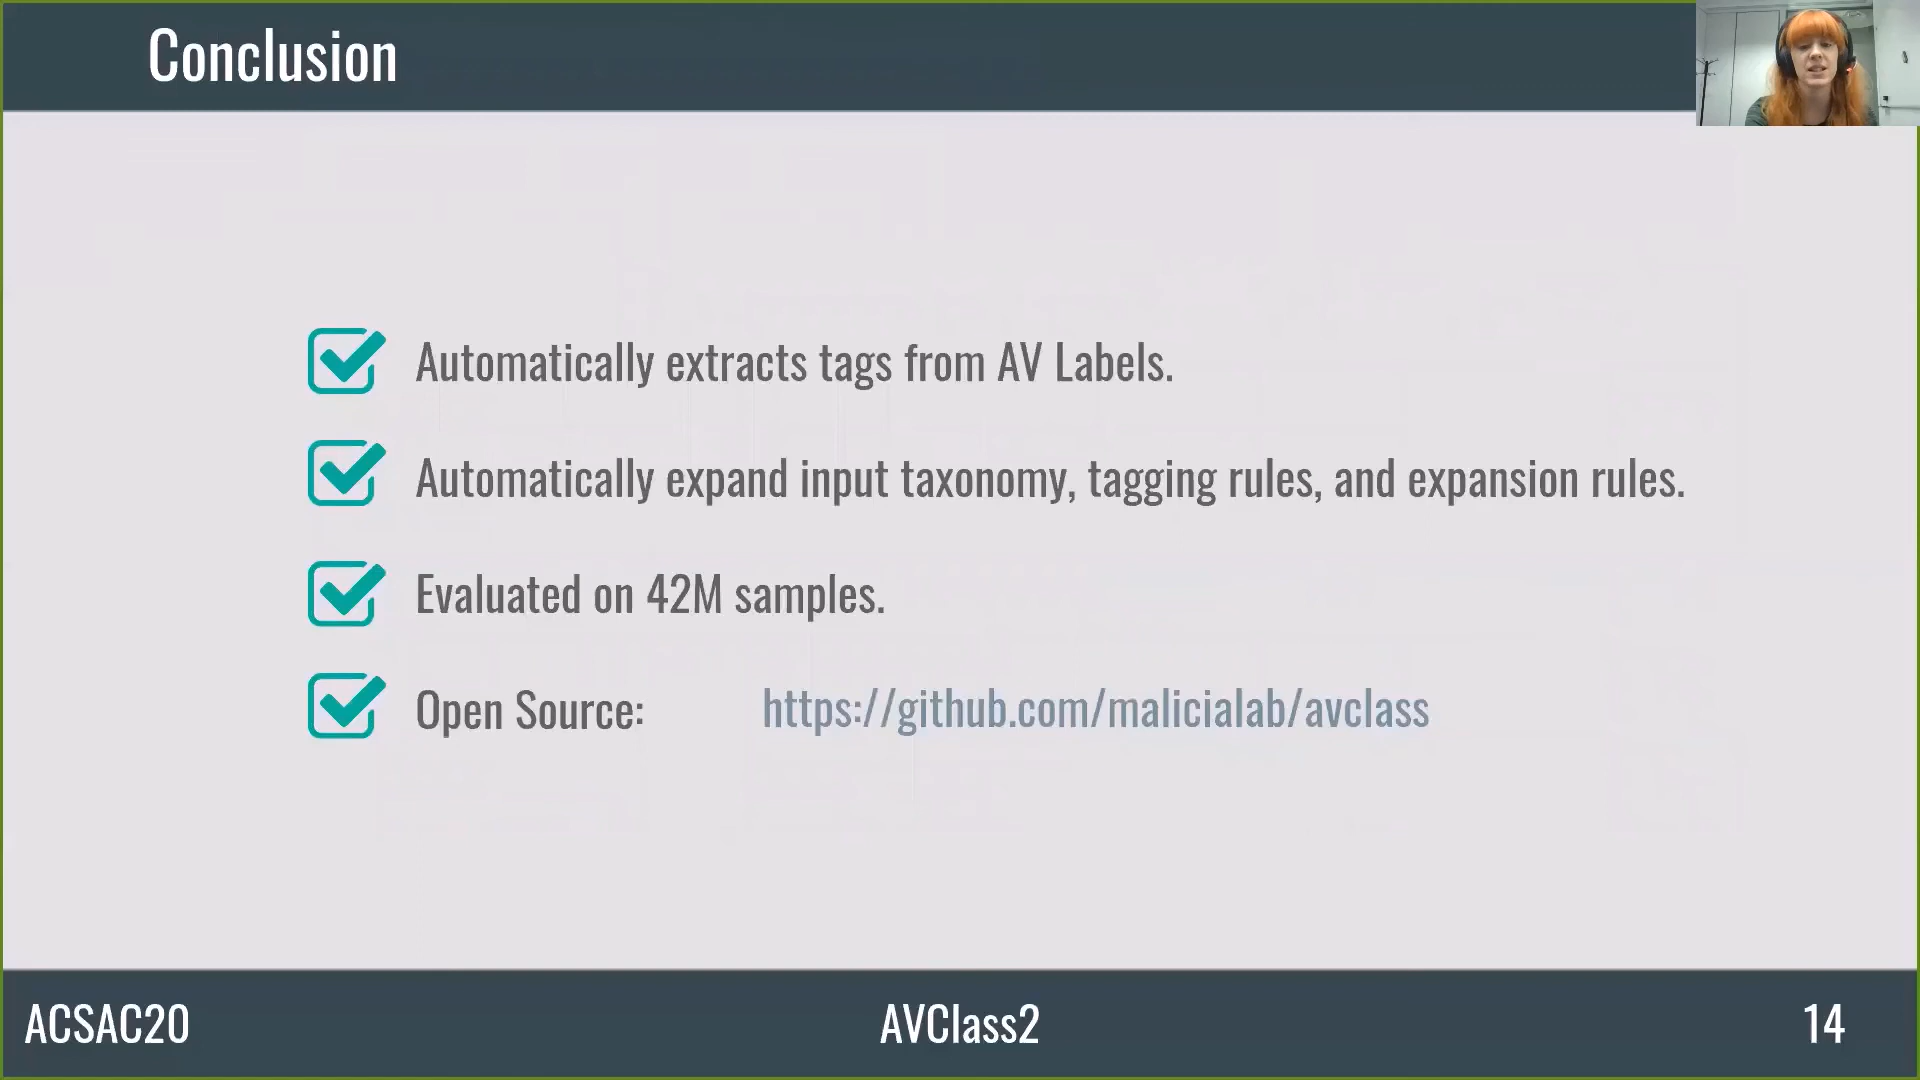 Conclusion
Automatically extracts tags from AV Labels.
Automatically expand input taxonomy, tagging rules, and expansion rules.
Evaluated on 42M samples.
Open Source: https://github.com/malicialab/avclass
ACSAC20 AVClass2 14